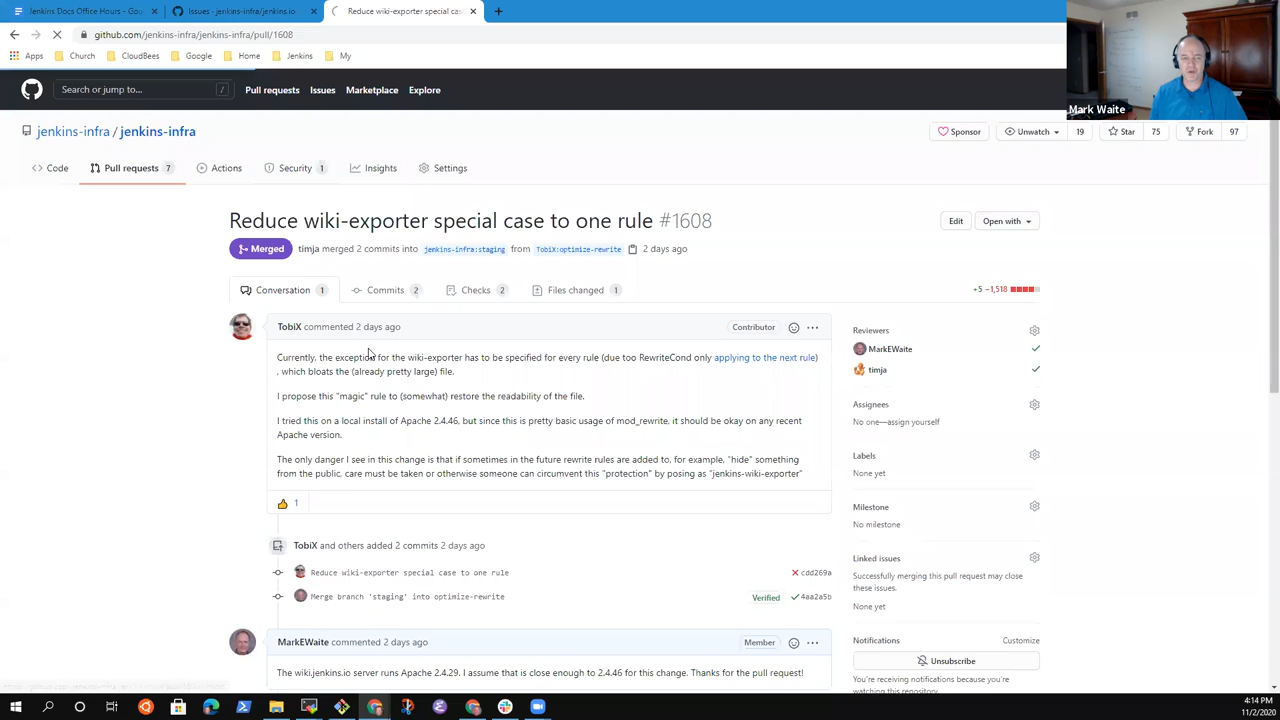 Jenkins Docs Office Hours - Goo
Issues · jenkins-infra/jenkins.io
Reduce wiki-exporter special cas
github.com/jenkins-infra/jenkins-infra/pull/1608
Apps
Church
CloudBees
Google
Home
Jenkins
My
Search or jump to...
/
Pull requests
Issues
Marketplace
Explore
Mark Waite
jenkins-infra / jenkins-infra
Sponsor
Unwatch
19
Star
75
Fork
97
Code
Pull requests 7
Actions
Security 1
Insights
Settings
Reduce wiki-exporter special case to one rule #1608
Edit
Open with
Merged
timja merged 2 commits into jenkins-infra:staging from TobiX:optimize-rewrite 2 days ago
Conversation 1
Commits 2
Checks 2
Files changed 1
+5 −1,518
TobiX commented 2 days ago
Contributor
Currently, the exception for the wiki-exporter has to be specified for every rule (due too RewriteCond only applying to the next rule)
, which bloats the (already pretty large) file.
I propose this "magic" rule to (somewhat) restore the readability of the file.
I tried this on a local install of Apache 2.4.46, but since this is pretty basic usage of mod_rewrite, it should be okay on any recent
Apache version.
The only danger I see in this change is that if sometimes in the future rewrite rules are added to, for example, "hide" something
from the public, care must be taken or otherwise someone can circumvent this "protection" by posing as "jenkins-wiki-exporter"
1
TobiX and others added 2 commits 2 days ago
Reduce wiki-exporter special case to one rule
cdd269a
Merge branch 'staging' into optimize-rewrite
Verified
4aa2a5b
MarkEWaite commented 2 days ago
Member
The wiki.jenkins.io server runs Apache 2.4.29. I assume that is close enough to 2.4.46 for this change. Thanks for the pull request!
Reviewers
MarkEWaite
timja
Assignees
No one—assign yourself
Labels
None yet
Milestone
No milestone
Linked issues
Successfully merging this pull request may close
these issues.
None yet
Notifications
Customize
Unsubscribe
You're receiving notifications because you're
watching this repository.
4:14 PM
11/2/2020